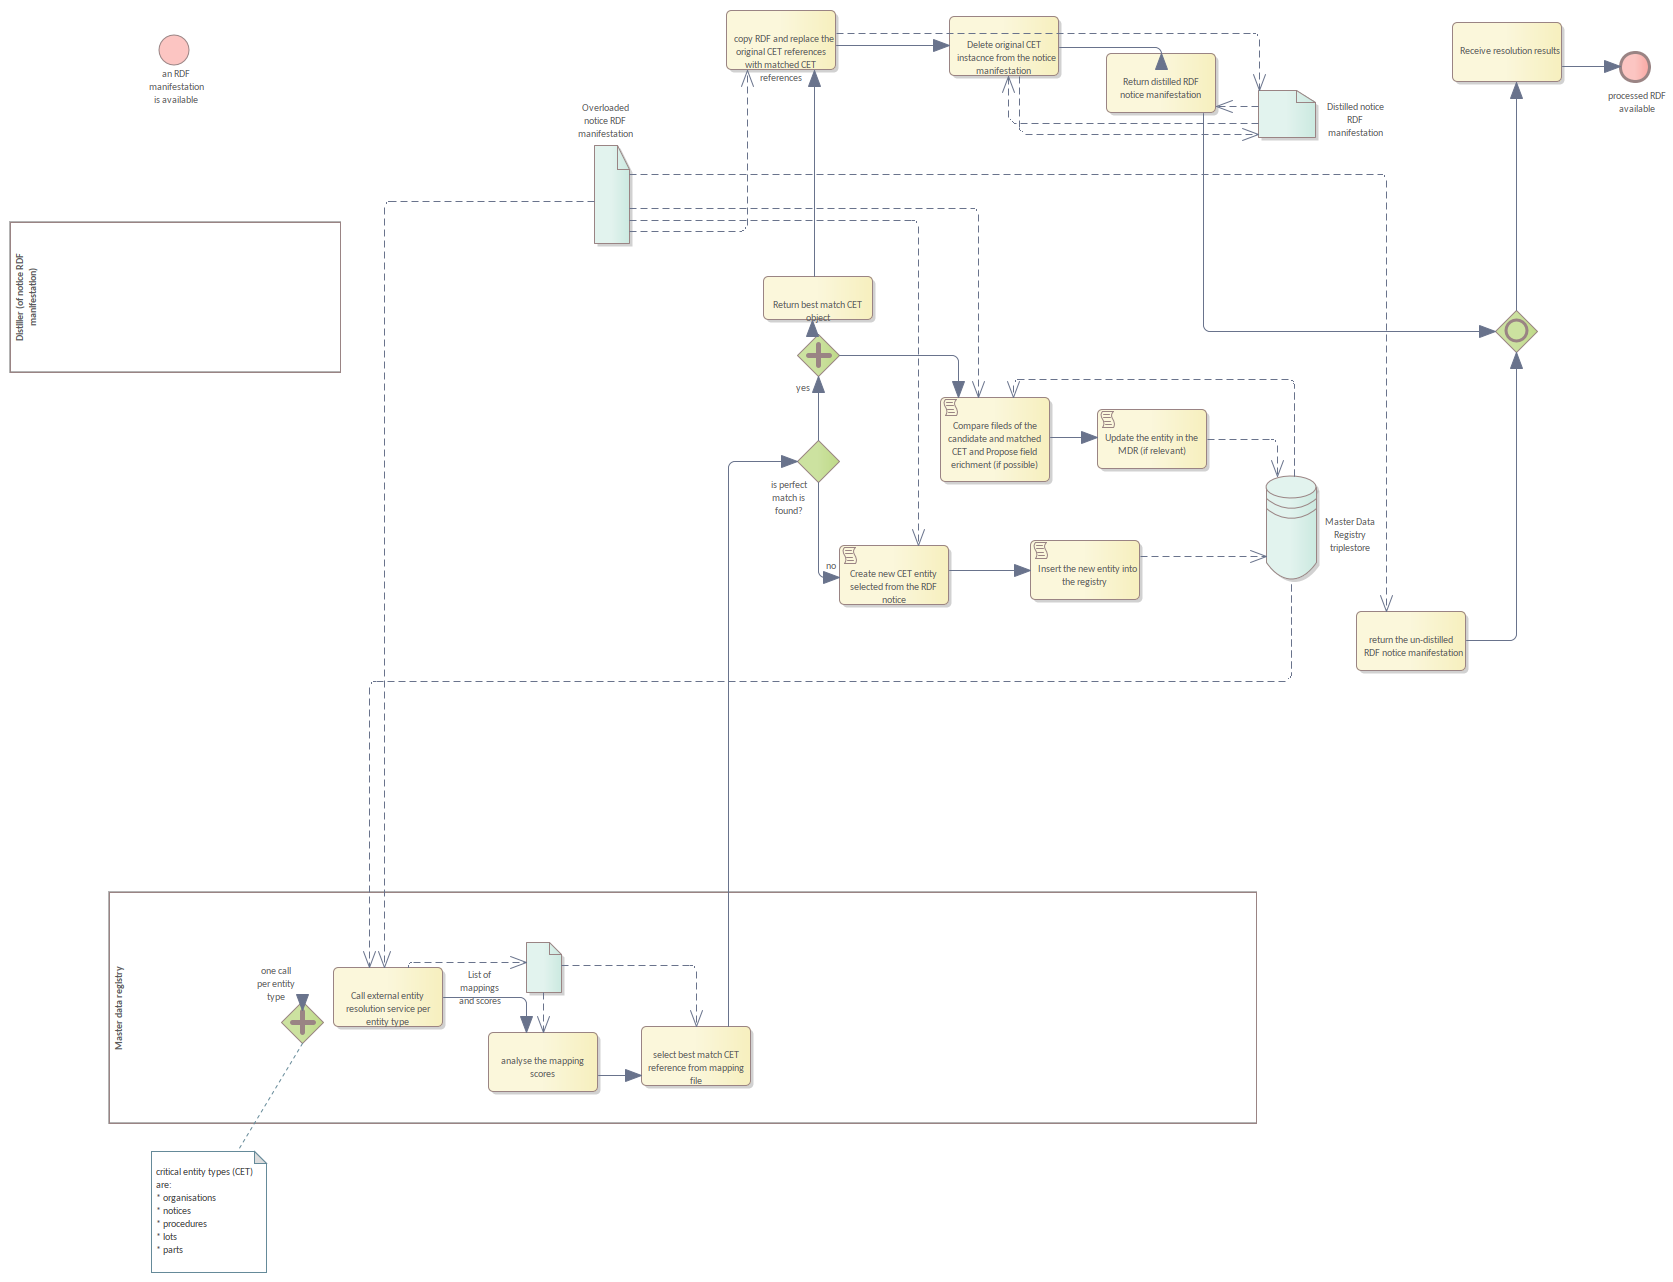 an RDF
manifestation
is available
copy RDF and replace the
original CET references
with matched CET
references
Delete original CET
instacnce from the notice
manifestation
Return distilled RDF
notice manifestation
Receive resolution results
processed RDF
available
Overloaded
notice RDF
manifestation
Distilled notice
RDF
manifestation
Distiller (of notice RDF
manifestation)
Return best match CET
object
yes
is perfect
match is
found?
no
Compare fileds of the
candidate and matched
CET and Propose field
erichment (if possible)
Update the entity in the
MDR (if relevant)
Master Data
Registry
triplestore
Create new CET entity
selected from the RDF
notice
Insert the new entity into
the registry
return the un-distilled
RDF notice manifestation
Master data registry
one call
per entity
type
Call external entity
resolution service per
entity type
List of
mappings
and scores
analyse the mapping
scores
select best match CET
reference from mapping
file
critical entity types (CET)
are:
* organisations
* notices
* procedures
* lots
* parts